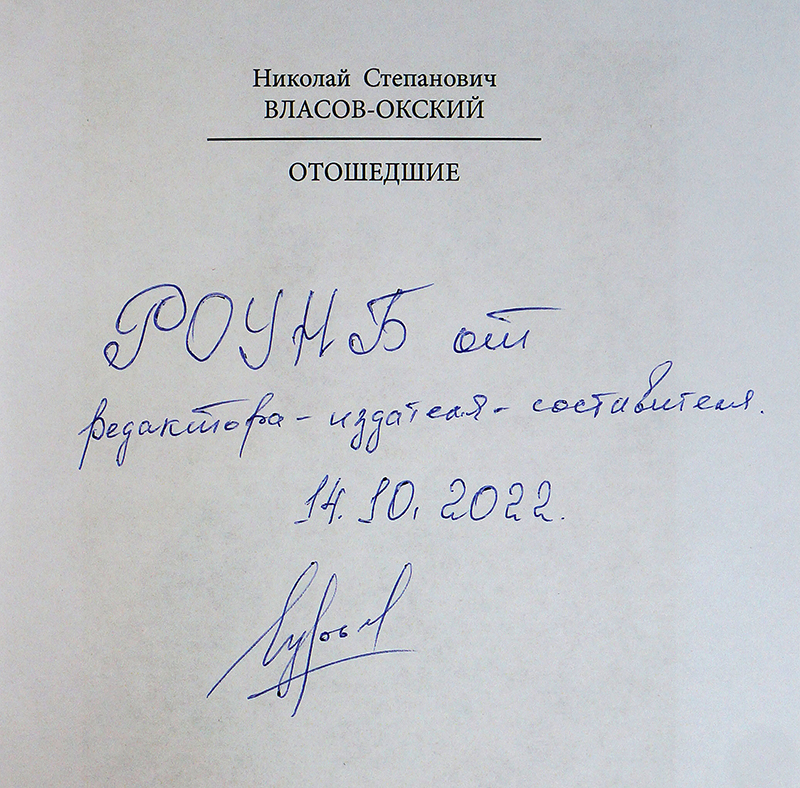 Николай Степанович
ВЛАСОВ-ОКСКИЙ
ОТОШЕДШИЕ
РОУНБ от
редактора - издателя - составителя.
14.10.2022.